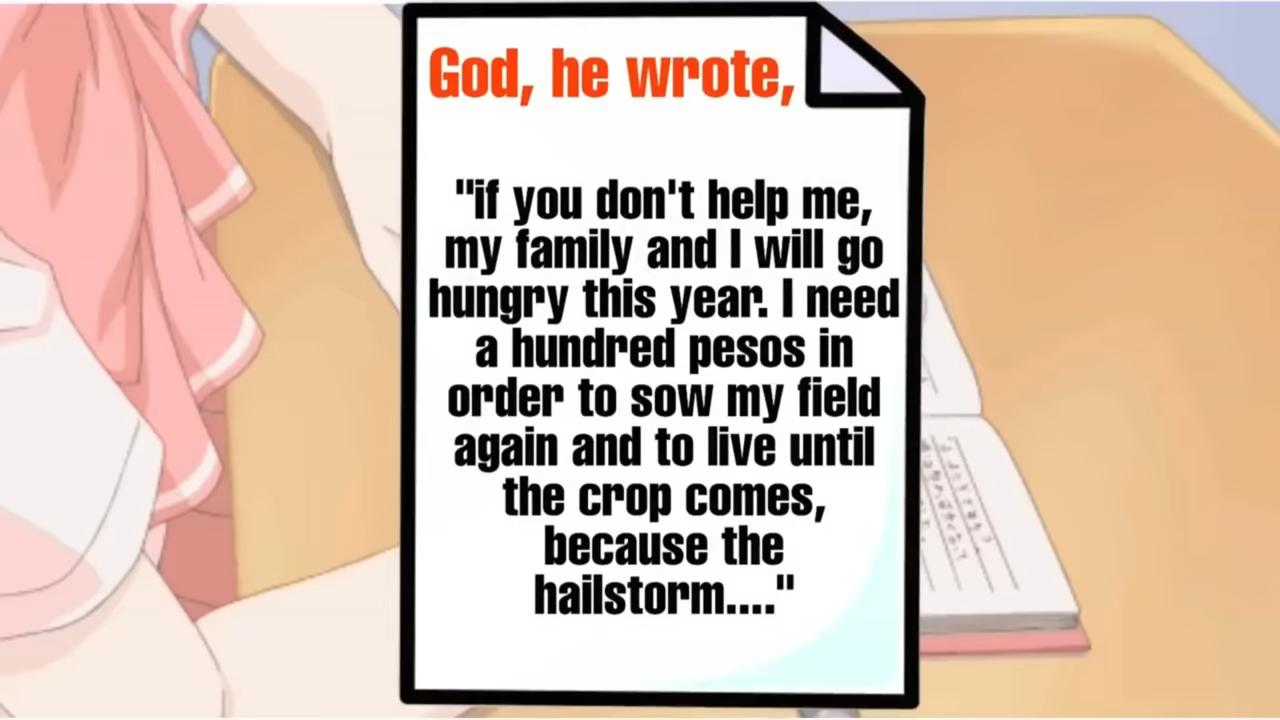 God, he wrote,
"if you don't help me,
my family and I will go
hungry this year. I need
a hundred pesos in
order to sow my field
again and to live until
the crop comes,
because the
hailstorm...."